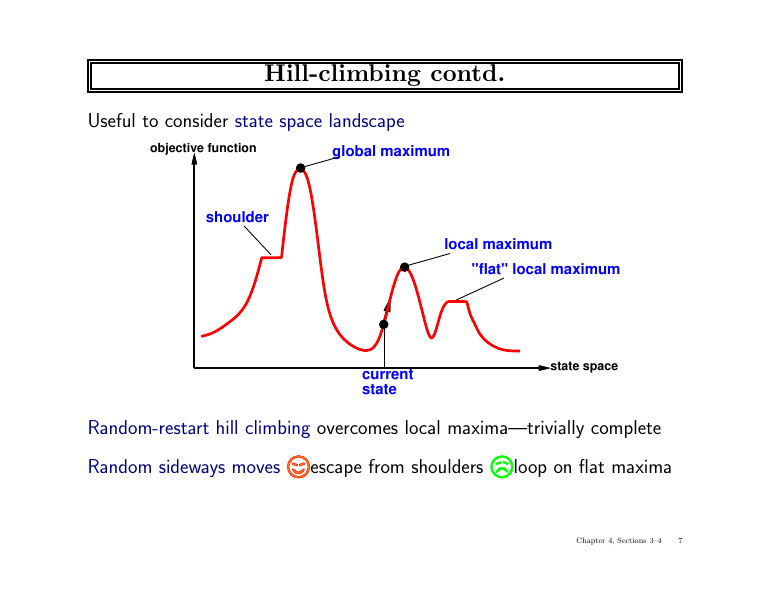 Hill-climbing contd.
Useful to consider state space landscape
objective function
global maximum
shoulder
local maximum
"flat" local maximum
state space
current
state
Random-restart hill climbing overcomes local maxima—trivially complete
Random sideways moves escape from shoulders loop on flat maxima
Chapter 4, Sections 3–4 7